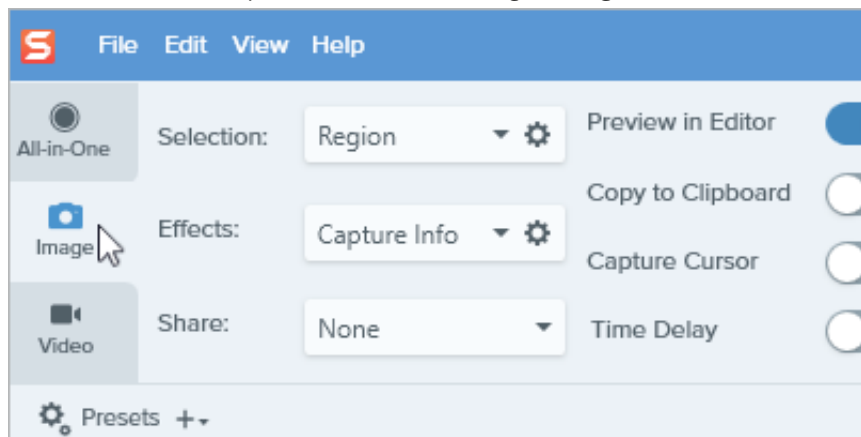 File Edit View Help
All-in-One
Selection: Region
Preview in Editor
Copy to Clipboard
Image
Effects: Capture Info
Capture Cursor
Video
Share: None
Time Delay
Presets